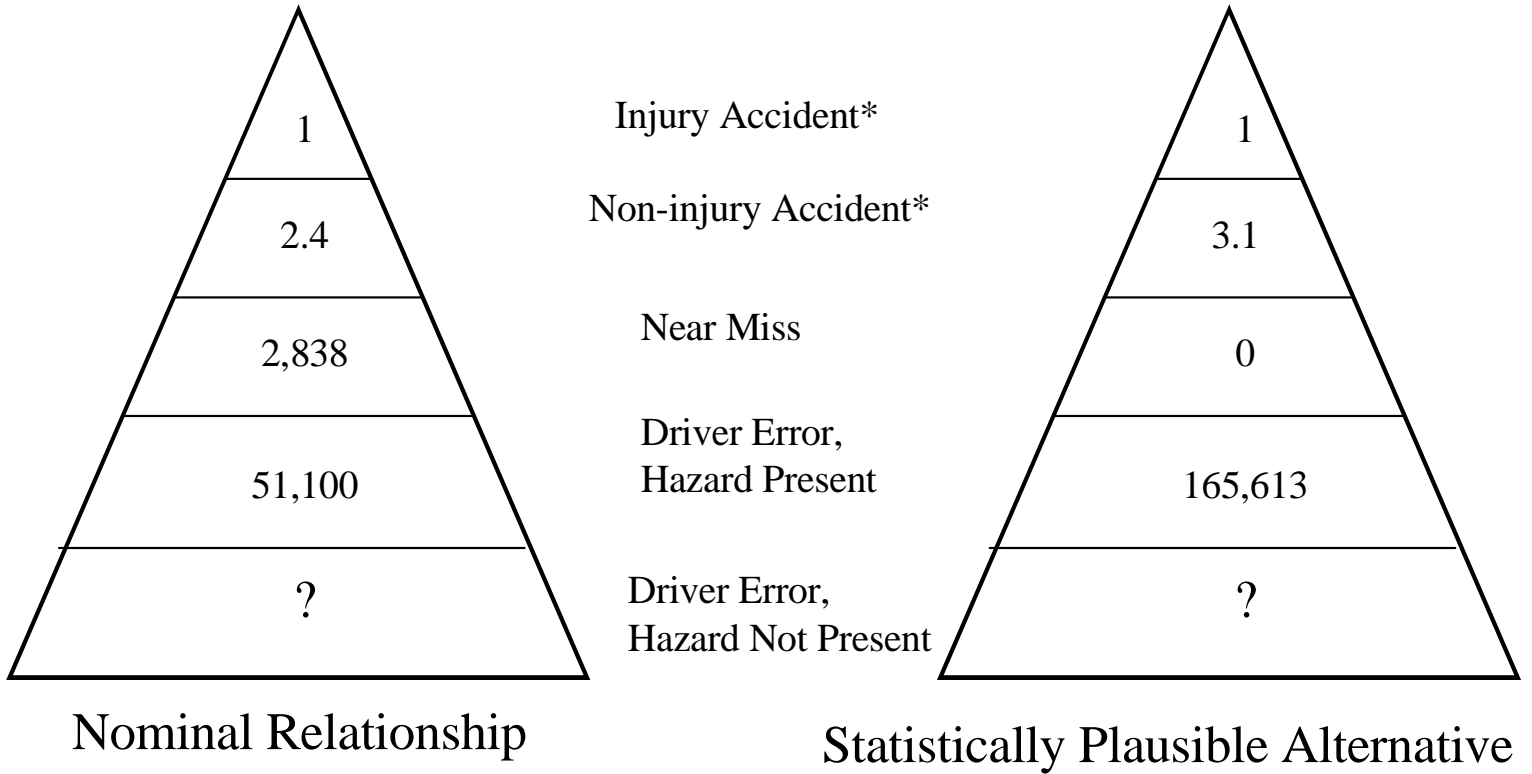 1
Injury Accident*
1
2.4
Non-injury Accident*
3.1
2,838
Near Miss
0
51,100
Driver Error,
Hazard Present
165,613
?
Driver Error,
Hazard Not Present
?
Nominal Relationship
Statistically Plausible Alternative